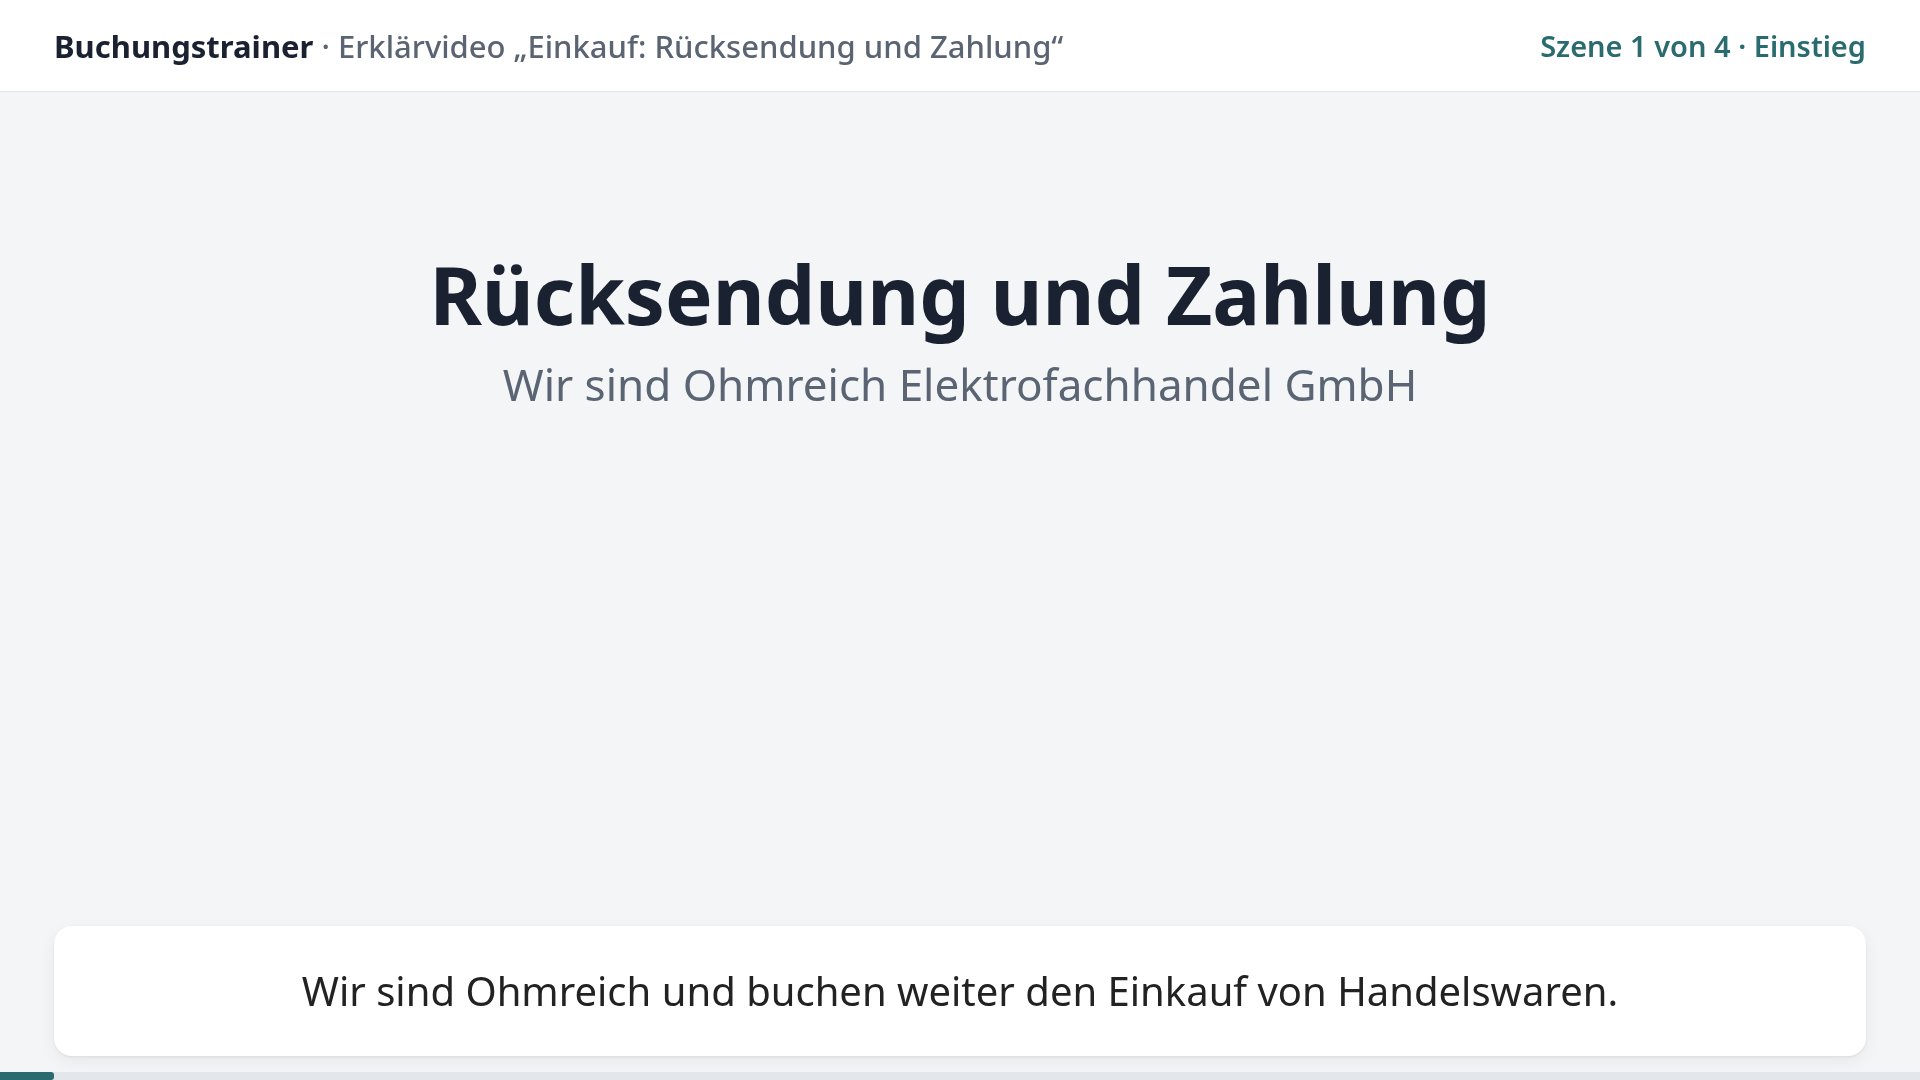 Buchungstrainer · Erklärvideo „Einkauf: Rücksendung und Zahlung“
Szene 1 von 4 · Einstieg
Rücksendung und Zahlung
Wir sind Ohmreich Elektrofachhandel GmbH
Wir sind Ohmreich und buchen weiter den Einkauf von Handelswaren.